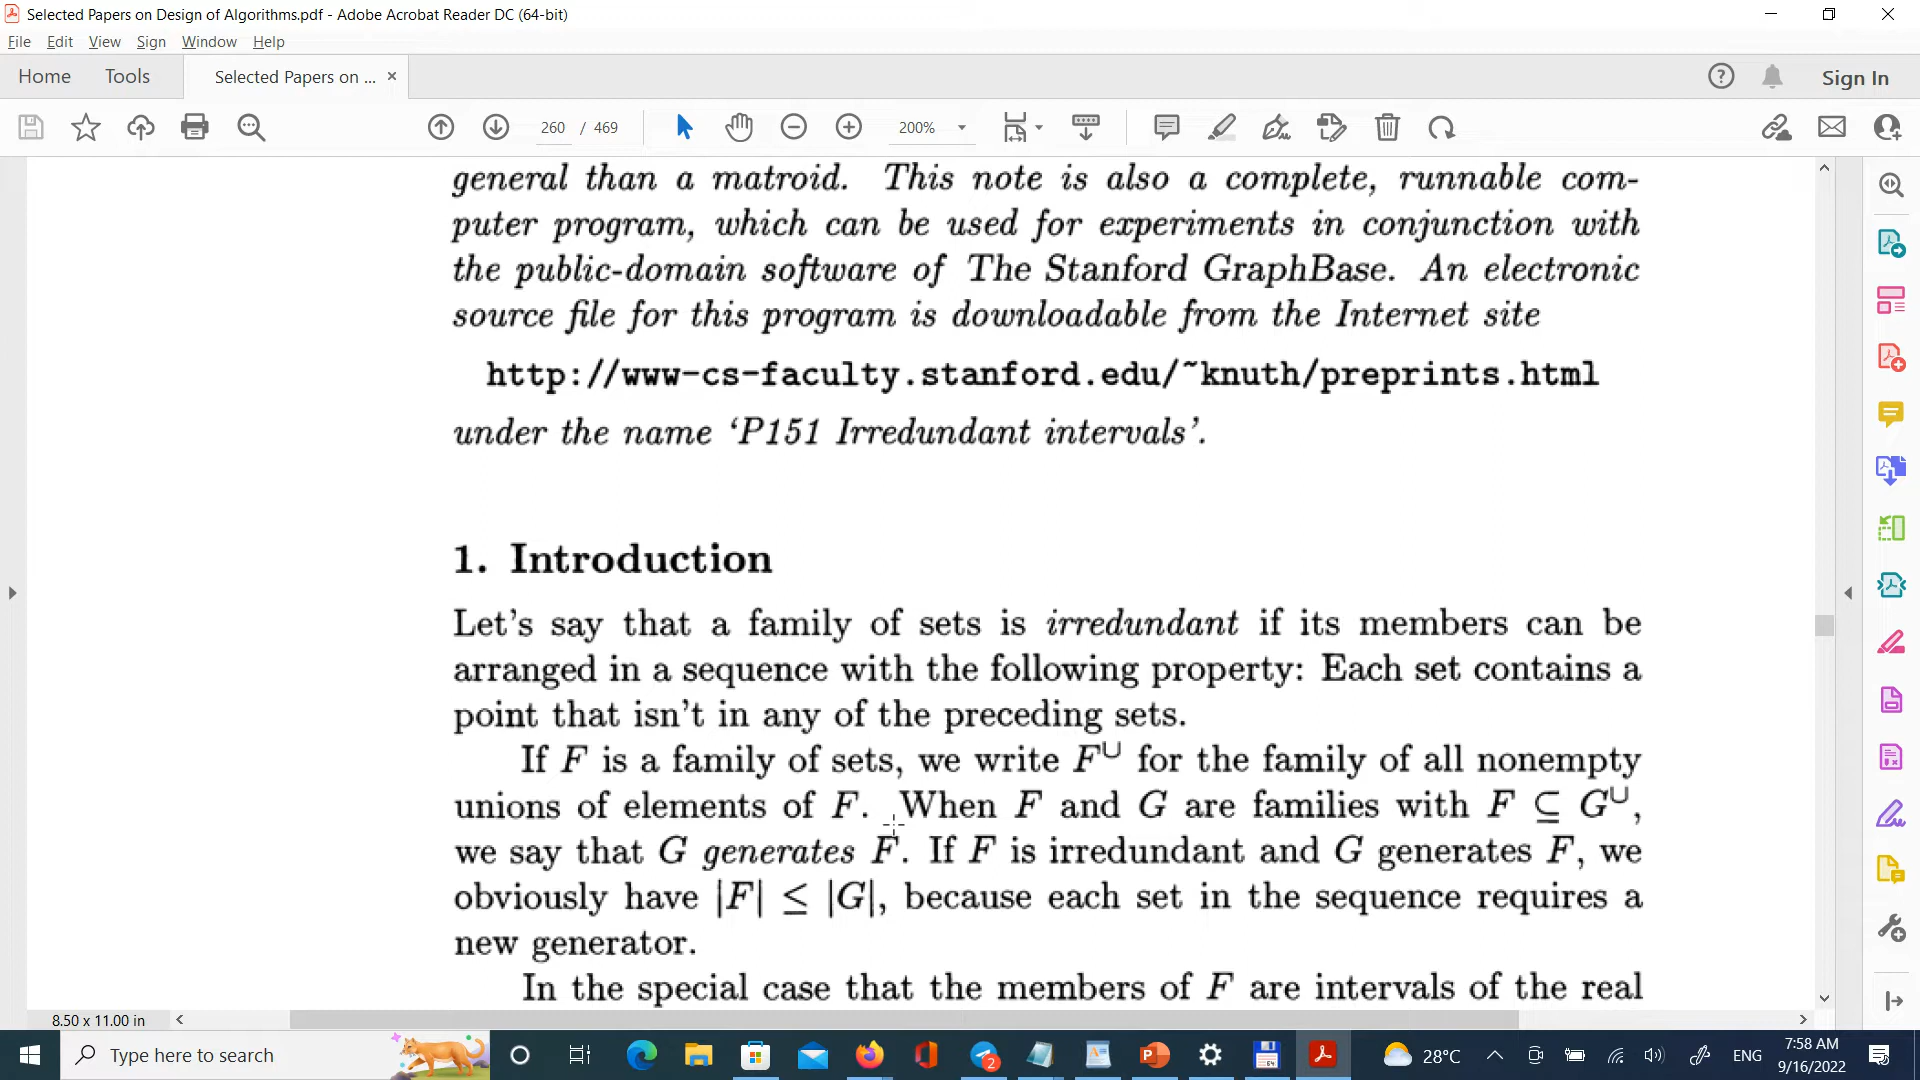 Selected Papers on Design of Algorithms.pdf - Adobe Acrobat Reader DC (64-bit)
File Edit View Sign Window Help
Home Tools Selected Papers on ... × Sign In
260 / 469 200%
general than a matroid. This note is also a complete, runnable com-
puter program, which can be used for experiments in conjunction with
the public-domain software of The Stanford GraphBase. An electronic
source file for this program is downloadable from the Internet site
http://www-cs-faculty.stanford.edu/~knuth/preprints.html
under the name ‘P151 Irredundant intervals’.
1. Introduction
Let’s say that a family of sets is irredundant if its members can be
arranged in a sequence with the following property: Each set contains a
point that isn’t in any of the preceding sets.
If F is a family of sets, we write F∪ for the family of all nonempty
unions of elements of F. When F and G are families with F ⊆ G∪,
we say that G generates F. If F is irredundant and G generates F, we
obviously have |F| ≤ |G|, because each set in the sequence requires a
new generator.
In the special case that the members of F are intervals of the real
8.50 x 11.00 in
Type here to search 2 28°C ENG 7:58 AM
9/16/2022